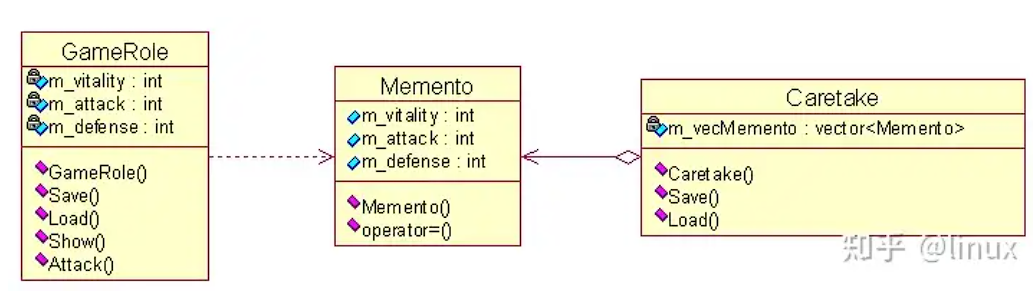 GameRole
m_vitality : int
m_attack : int
m_defense : int
GameRole()
Save()
Load()
Show()
Attack()
Memento
m_vitality : int
m_attack : int
m_defense : int
Memento()
operator=()
Caretake
m_vecMemento : vector<Memento>
Caretake()
Save()
Load()
知乎 @linux